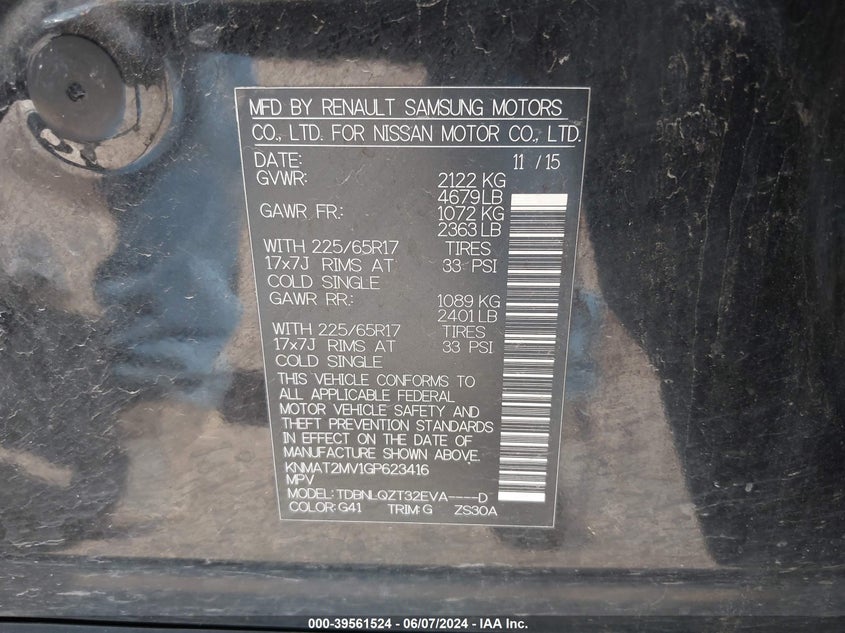 MFD BY RENAULT SAMSUNG MOTORS
CO., LTD. FOR NISSAN MOTOR CO., LTD.
DATE: 11 / 15
GVWR: 2122 KG
4679 LB
GAWR FR.: 1072 KG
2363 LB
WITH 225/65R17 TIRES
17x7J RIMS AT 33 PSI
COLD SINGLE
GAWR RR.: 1089 KG
2401 LB
WITH 225/65R17 TIRES
17x7J RIMS AT 33 PSI
COLD SINGLE
THIS VEHICLE CONFORMS TO
ALL APPLICABLE FEDERAL
MOTOR VEHICLE SAFETY AND
THEFT PREVENTION STANDARDS
IN EFFECT ON THE DATE OF
MANUFACTURE SHOWN ABOVE.
KNMAT2MV1GP623416
MPV
MODEL: TDBNLQZT32EVA----D
COLOR: G41 TRIM: G ZS30A
000-39561524 - 06/07/2024 - IAA Inc.